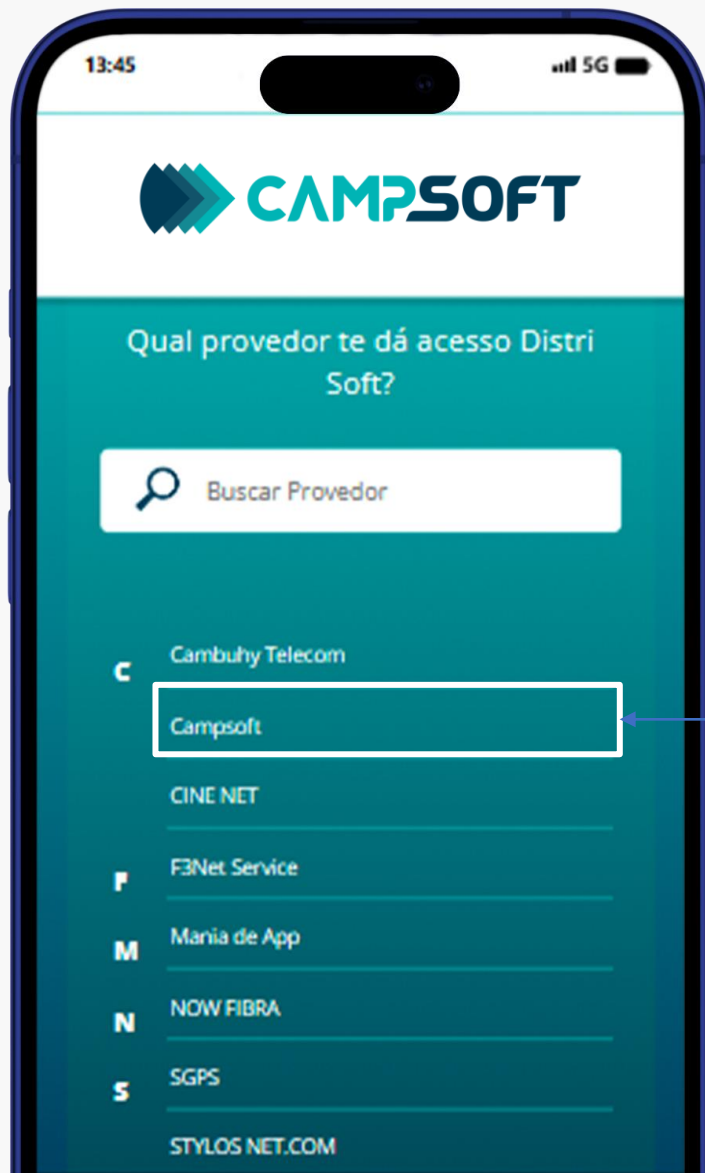 13:45
5G
CAMPSOFT
Qual provedor te dá acesso Distri
Soft?
Buscar Provedor
C
Cambuhy Telecom
Campsoft
CINE NET
F
F3Net Service
M
Mania de App
N
NOW FIBRA
S
SGPS
STYLOS NET.COM